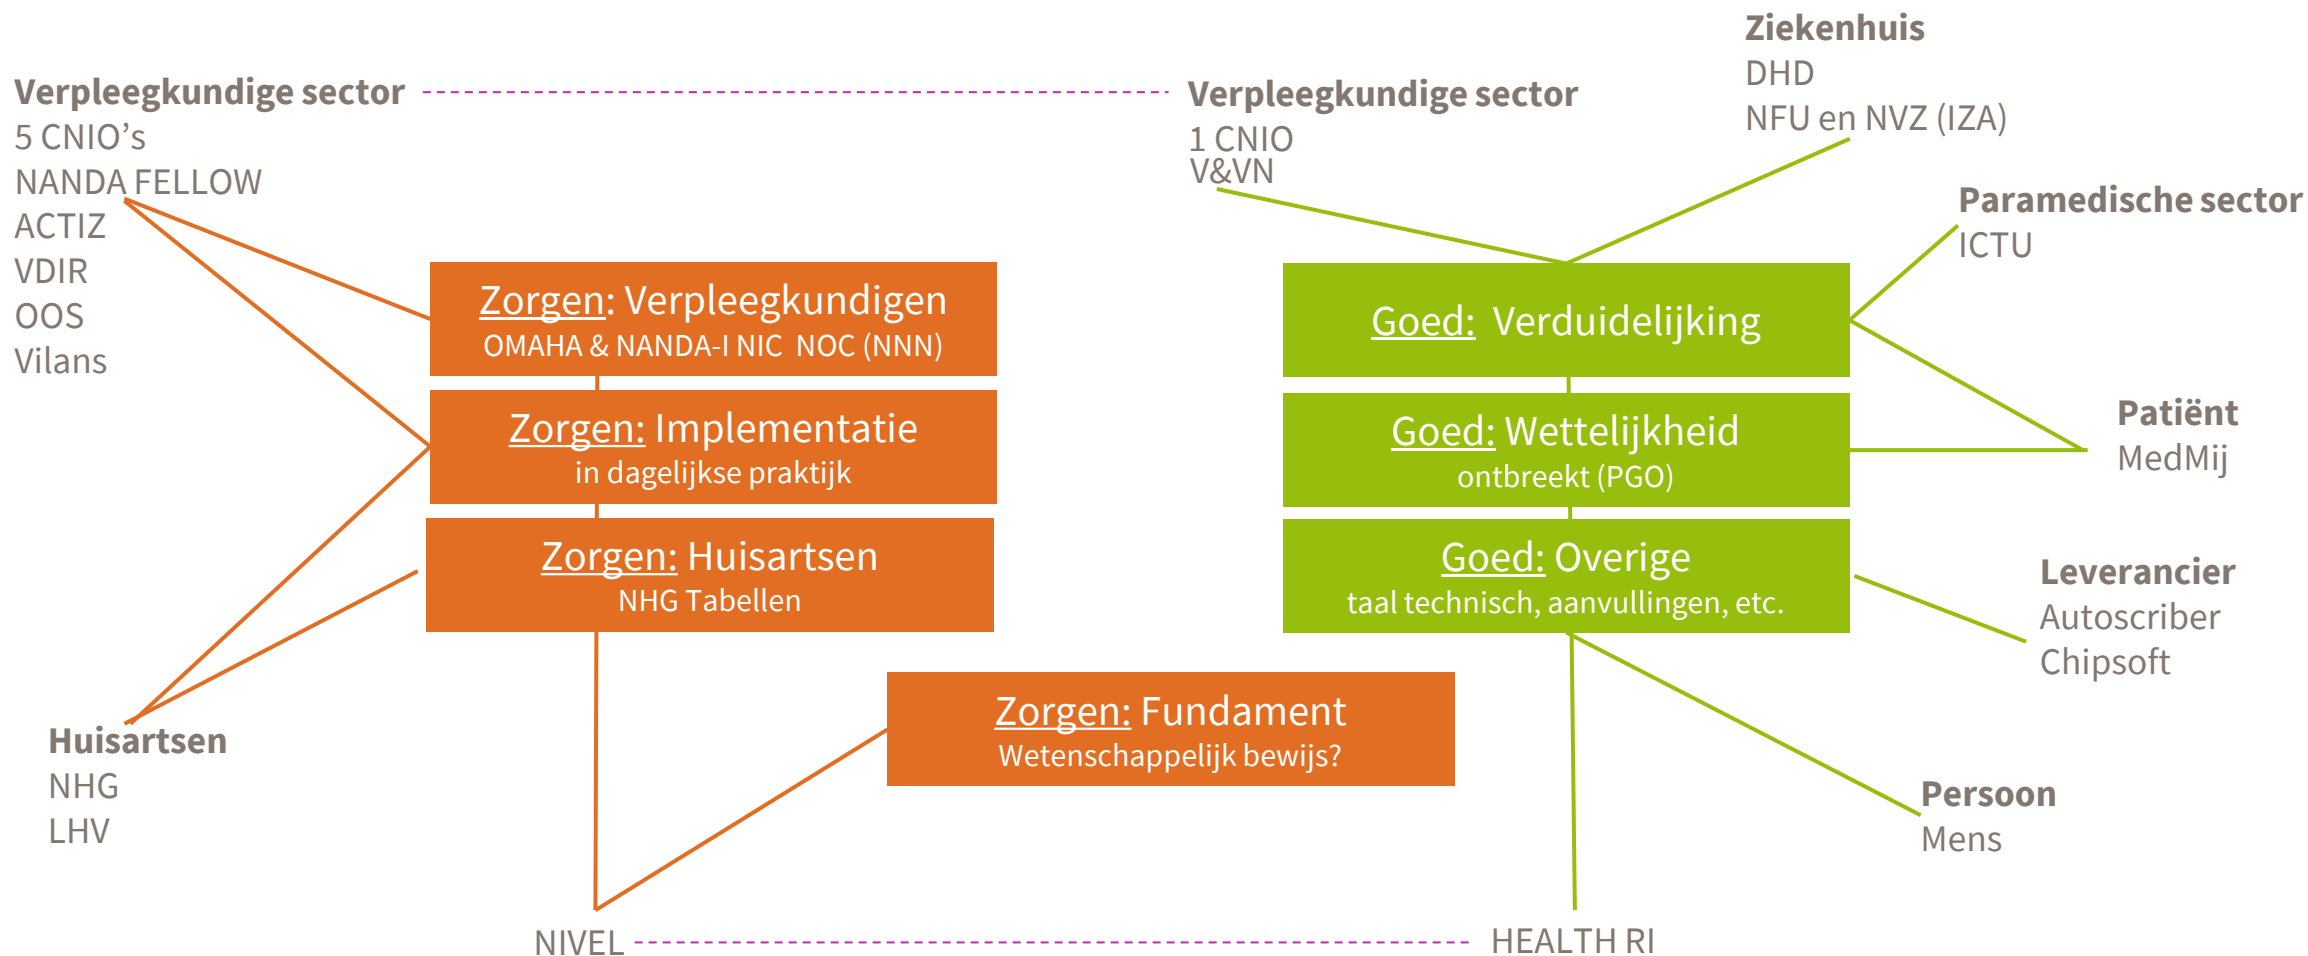 Verpleegkundige sector
5 CNIO’s
NANDA FELLOW
ACTIZ
VDIR
OOS
Vilans
Verpleegkundige sector
1 CNIO
V&VN
Ziekenhuis
DHD
NFU en NVZ (IZA)
Paramedische sector
ICTU
Zorgen: Verpleegkundigen
OMAHA & NANDA-I NIC NOC (NNN)
Zorgen: Implementatie
in dagelijkse praktijk
Zorgen: Huisartsen
NHG Tabellen
Goed: Verduidelijking
Goed: Wettelijkheid
ontbreekt (PGO)
Goed: Overige
taal technisch, aanvullingen, etc.
Patiënt
MedMij
Leverancier
Autoscriber
Chipsoft
Zorgen: Fundament
Wetenschappelijk bewijs?
Huisartsen
NHG
LHV
Persoon
Mens
NIVEL
HEALTH RI